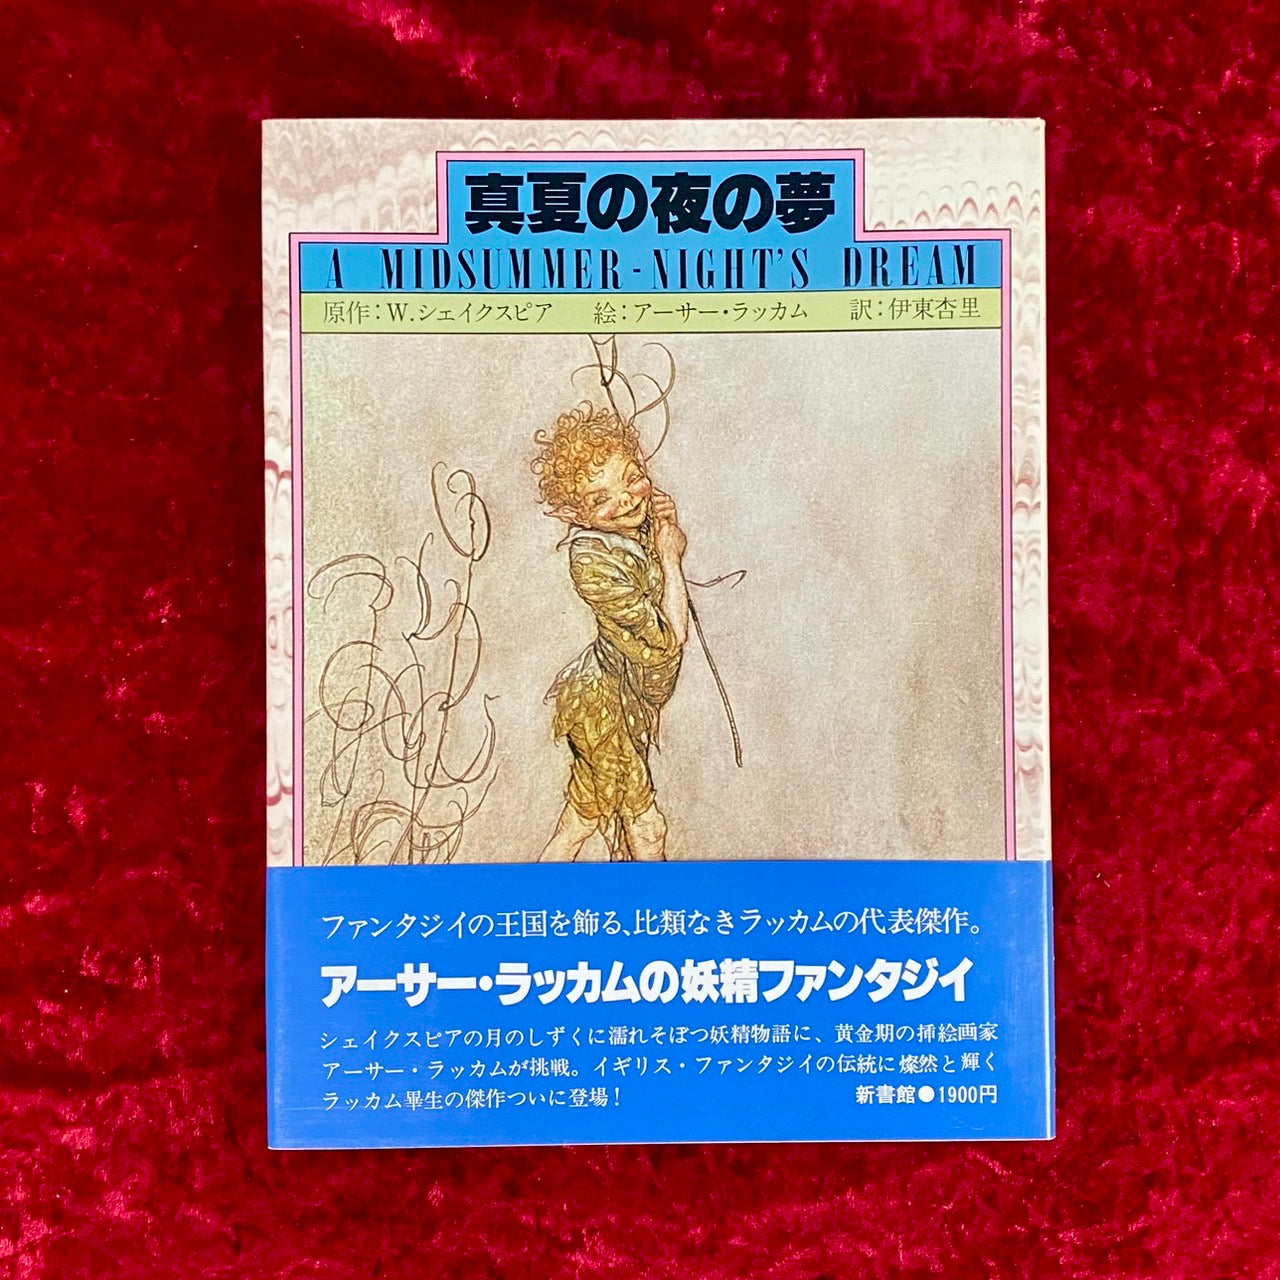 真夏の夜の夢
A MIDSUMMER-NIGHT'S DREAM
原作：W.シェイクスピア 絵：アーサー・ラッカム 訳：伊東杏里
ファンタジイの王国を飾る、比類なきラッカムの代表傑作。
アーサー・ラッカムの妖精ファンタジイ
シェイクスピアの月のしずくに濡れそぼつ妖精物語に、黄金期の挿絵画家
アーサー・ラッカムが挑戦。イギリス・ファンタジイの伝統に燦然と輝く
ラッカム畢生の傑作ついに登場！ 新書館●1900円